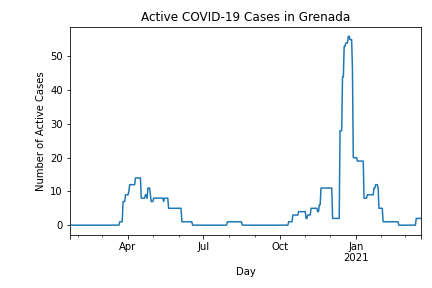 Active COVID-19 Cases in Grenada
Number of Active Cases
50
40
30
20
10
0
Apr
Jul
Oct
Jan
2021
Day